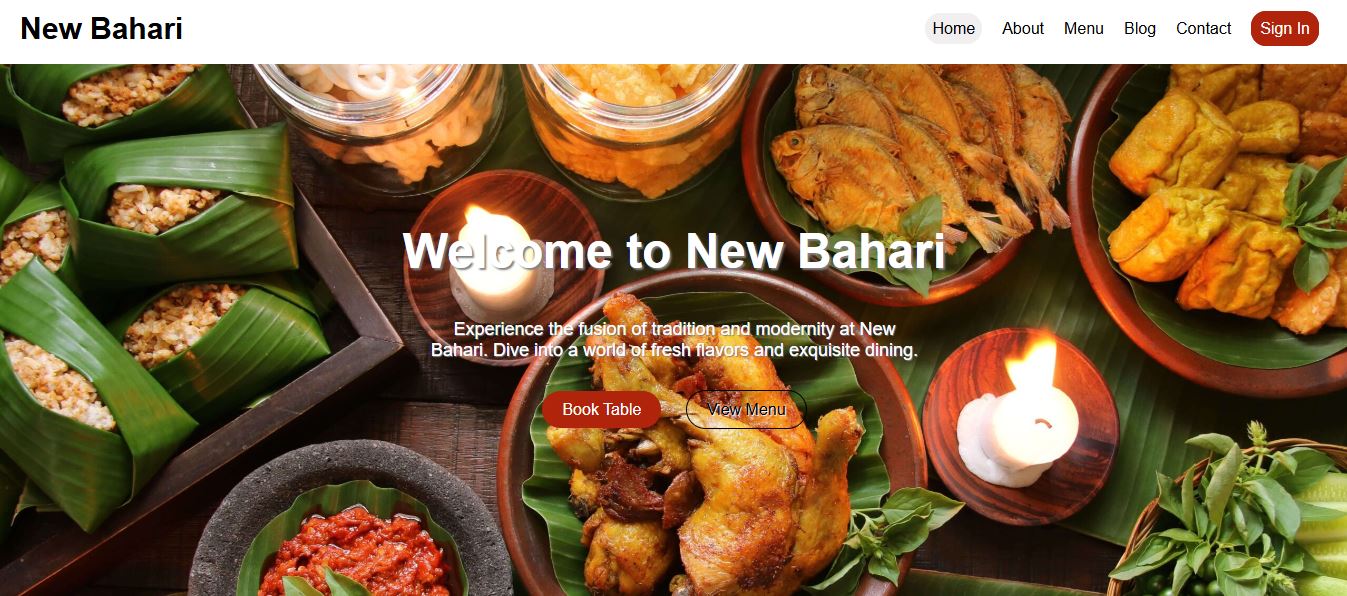 New Bahari
Home About Menu Blog Contact Sign In
Welcome to New Bahari
Experience the fusion of tradition and modernity at New
Bahari. Dive into a world of fresh flavors and exquisite dining.
Book Table View Menu